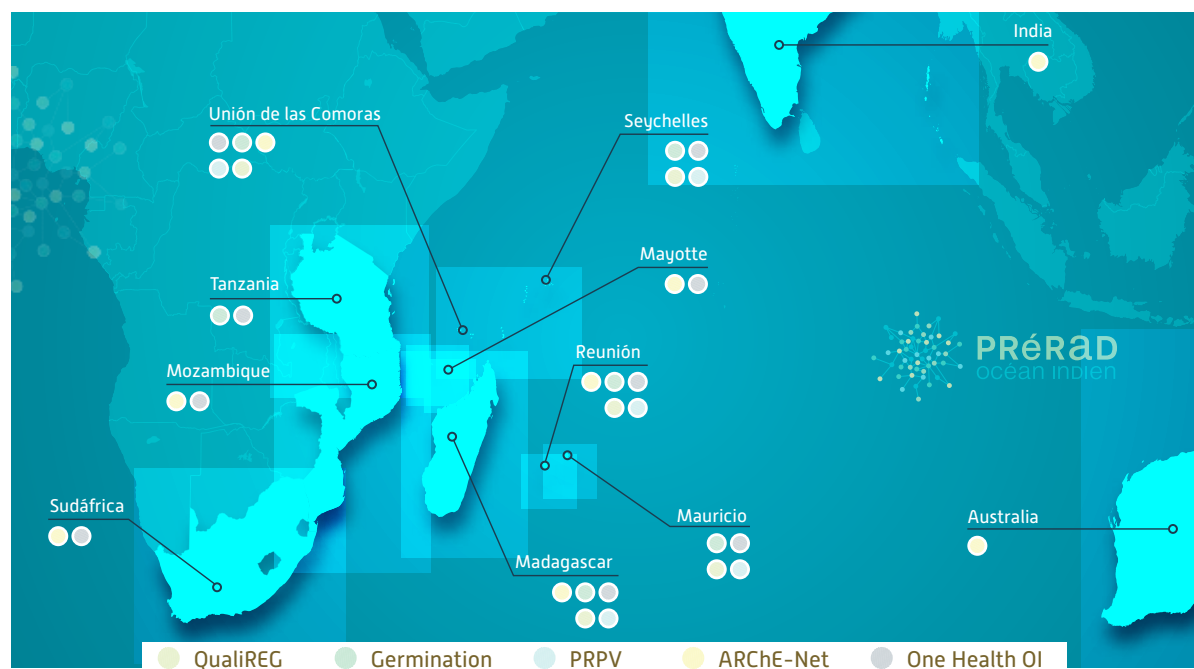 India
Unión de las Comoras
Seychelles
Mayotte
Tanzania
Reunión
PRéRaD
océan indien
Mozambique
Sudáfrica
Mauricio
Australia
Madagascar
QualiREG Germination PRPV ARChE-Net One Health OI